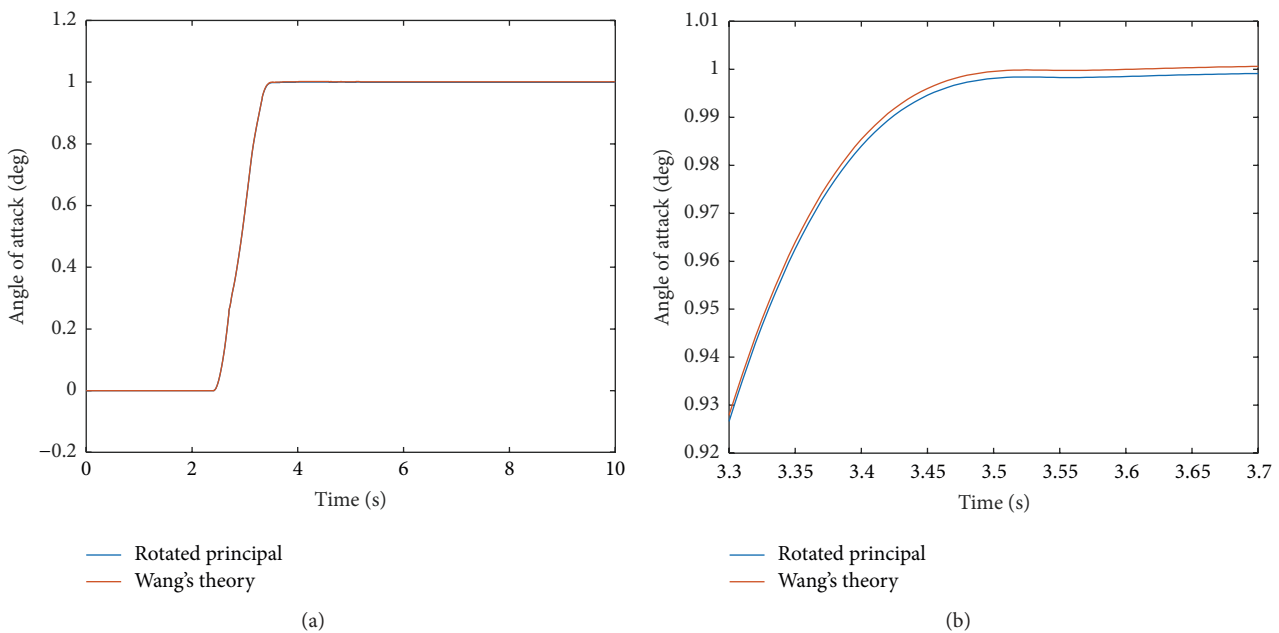 1.2
1
0.8
0.6
0.4
0.2
0
−0.2
Angle of attack (deg)
0 2 4 6 8 10
Time (s)
Rotated principal
Wang's theory
(a)
1.01
1
0.99
0.98
0.97
0.96
0.95
0.94
0.93
0.92
Angle of attack (deg)
3.3 3.35 3.4 3.45 3.5 3.55 3.6 3.65 3.7
Time (s)
Rotated principal
Wang's theory
(b)